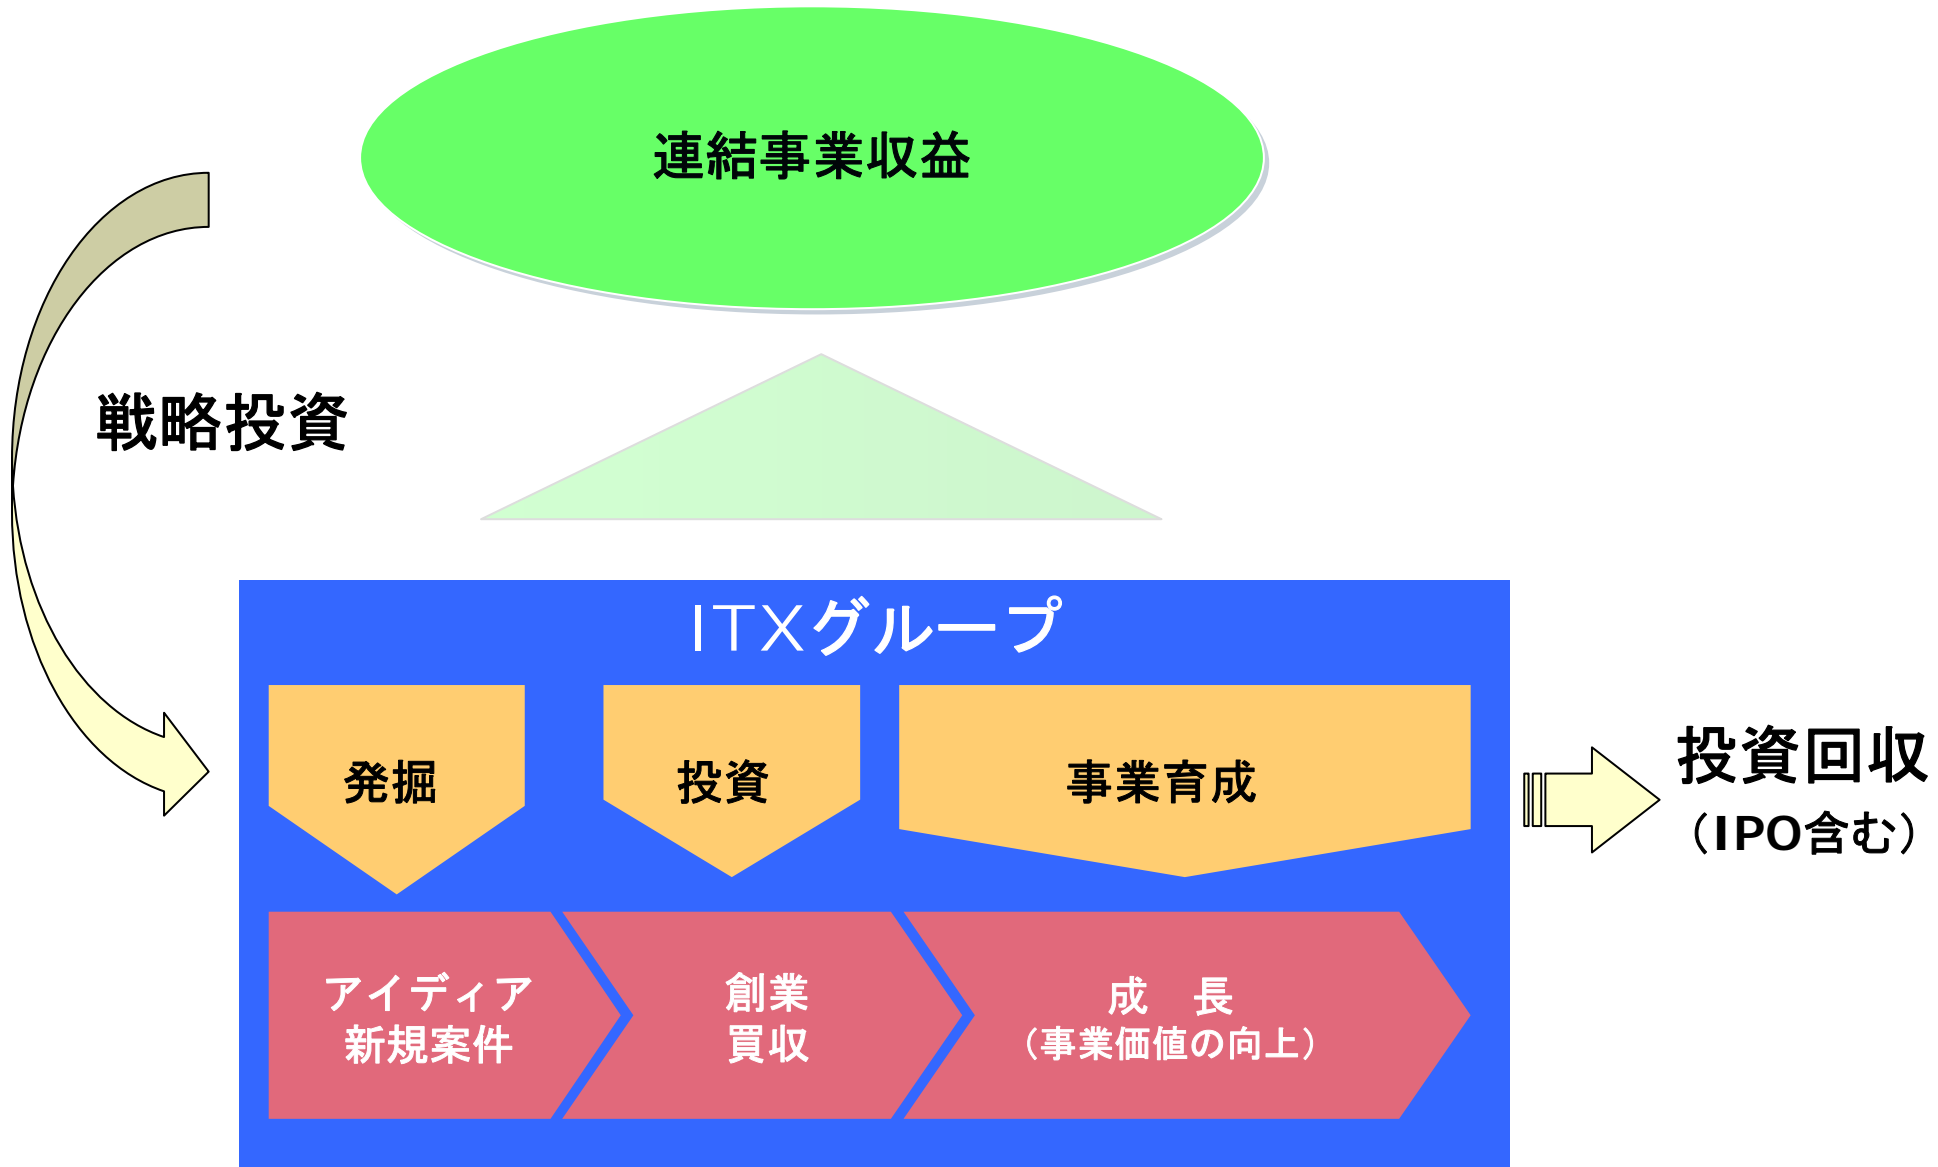 連結事業収益
戦略投資
ITXグループ
発掘
投資
事業育成
投資回収
（IPO含む）
アイディア
新規案件
創業
買収
成　長
（事業価値の向上）